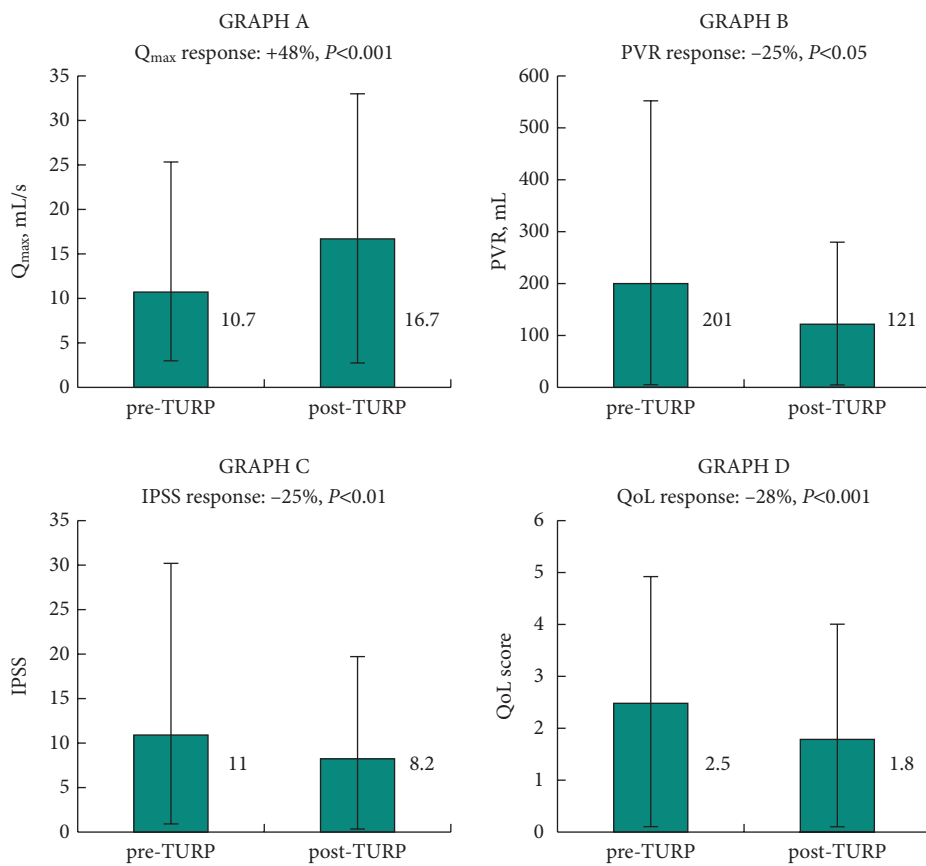 GRAPH A
Qmax response: +48%, P<0.001
35
30
25
20
15
10
5
0
Qmax, mL/s
10.7
16.7
pre-TURP
post-TURP
GRAPH B
PVR response: –25%, P<0.05
600
500
400
300
200
100
0
PVR, mL
201
121
pre-TURP
post-TURP
GRAPH C
IPSS response: –25%, P<0.01
35
30
25
20
15
10
5
0
IPSS
11
8.2
pre-TURP
post-TURP
GRAPH D
QoL response: –28%, P<0.001
6
5
4
3
2
1
0
QoL score
2.5
1.8
pre-TURP
post-TURP